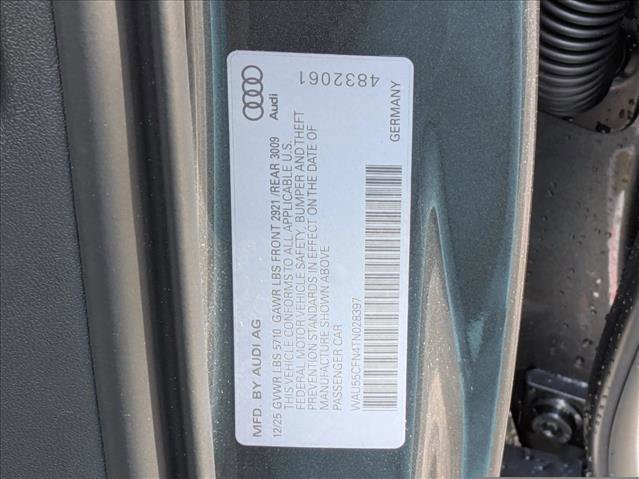 MFD. BY AUDI AG
Audi
12/25 GVWR LBS 5710 GAWR LBS FRONT 2921 /REAR 3009
THIS VEHICLE CONFORMS TO ALL APPLICABLE U.S.
FEDERAL MOTOR VEHICLE SAFETY, BUMPER AND THEFT
PREVENTION STANDARDS IN EFFECT ON THE DATE OF
MANUFACTURE SHOWN ABOVE
PASSENGER CAR
WAU55CFN4TN028397
GERMANY
4832061